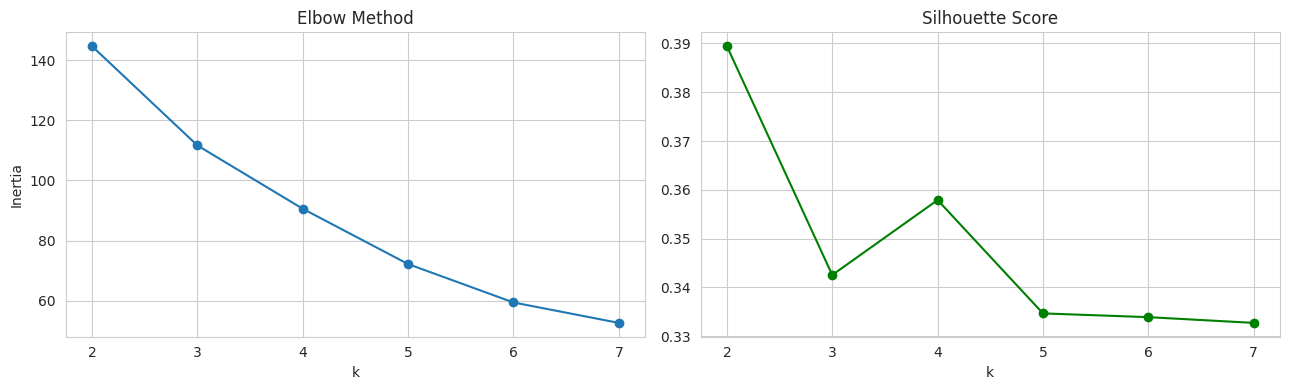 Elbow Method
Inertia
140
120
100
80
60
2 3 4 5 6 7
k
Silhouette Score
0.39
0.38
0.37
0.36
0.35
0.34
0.33
2 3 4 5 6 7
k